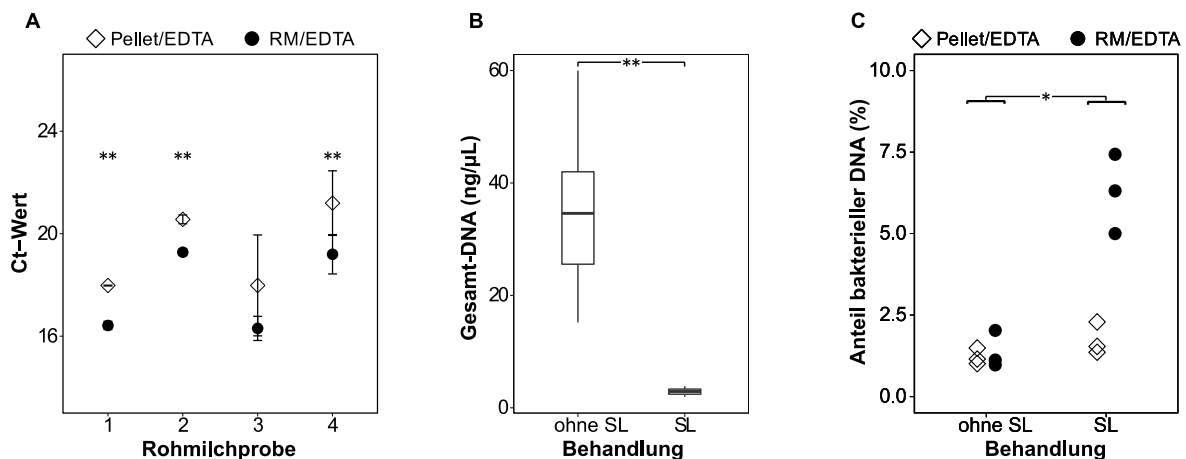 A
Pellet/EDTA RM/EDTA
Ct–Wert
24
20
16
** ** **
1 2 3 4
Rohmilchprobe
B
Gesamt-DNA (ng/µL)
60
40
20
0
**
ohne SL SL
Behandlung
C
Pellet/EDTA RM/EDTA
Anteil bakterieller DNA (%)
10.0
7.5
5.0
2.5
0.0
*
ohne SL SL
Behandlung